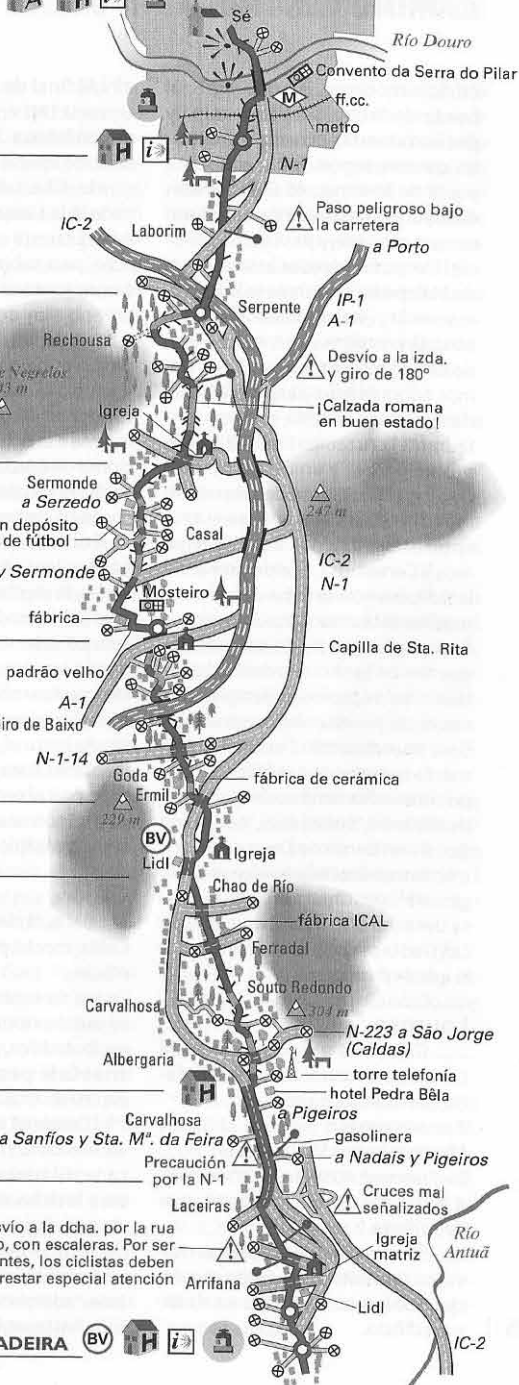 Sé
Río Douro
Convento da Serra do Pilar
M
ff.cc.
metro
H
i
N-1
Paso peligroso bajo
la carretera
Laborim
IC-2
a Porto
Serpente
IP-1
A-1
Rechousa
Desvío a la izda.
y giro de 180°
Negrelos
¡Calzada romana
en buen estado!
Igreja
Sermonde
a Serzedo
247 m
n depósito
de fútbol
Casal
IC-2
N-1
y Sermonde
Mosteiro
fábrica
Capilla de Sta. Rita
padrão velho
A-1
iro de Baixo
N-1-14
Goda
fábrica de cerámica
Ermil
229 m
BV
Lidl
Igreja
Chao de Río
fábrica ICAL
Ferradal
Souto Redondo
304 m
Carvalhosa
N-223 a São Jorge
(Caldas)
Albergaria
torre telefonía
H
hotel Pedra Bêla
a Pigeiros
Carvalhosa
a Sanfíos y Sta. Mª. da Feira
gasolinera
a Nadais y Pigeiros
Precaución
por la N-1
Cruces mal
señalizados
Laceiras
svío a la dcha. por la rua
o, con escaleras. Por ser
ntes, los ciclistas deben
restar especial atención
Igreja
matriz
Río
Antuã
Arrifana
Lidl
IC-2
ADEIRA
BV
H
i